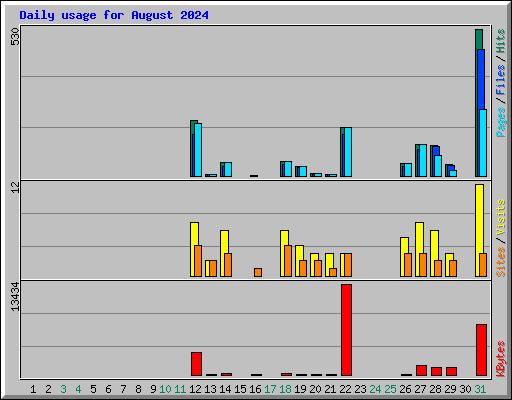 Daily usage for August 2024
530
Pages / Files / Hits
12
Sites / Visits
13434
KBytes
1 2 3 4 5 6 7 8 9 10 11 12 13 14 15 16 17 18 19 20 21 22 23 24 25 26 27 28 29 30 31